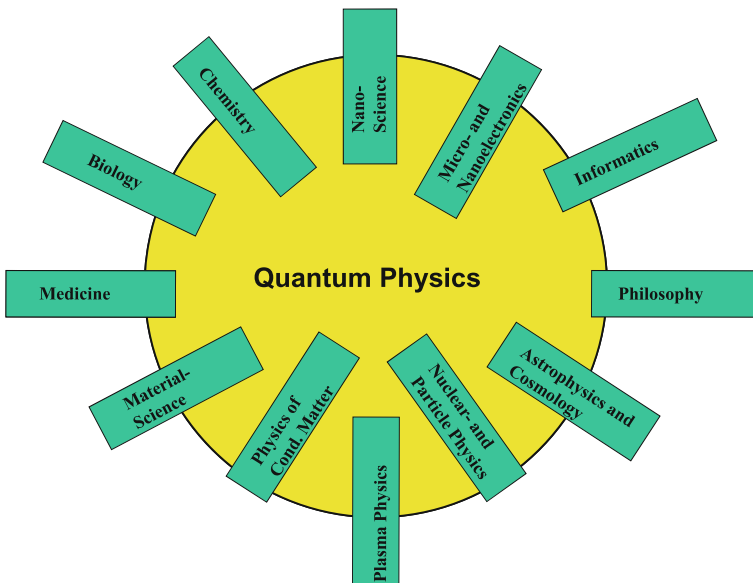 Nano-
Science
Micro- and
Nanoelectronics
Informatics
Philosophy
Astrophysics and
Cosmology
Nuclear- and
Particle Physics
Plasma Physics
Physics of
Cond. Matter
Material-
Science
Medicine
Biology
Chemistry
Quantum Physics